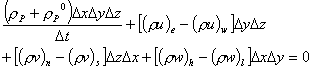 (ρ_P + ρ_P^0)ΔxΔyΔz / Δt + [(ρu)_e − (ρu)_w]ΔyΔz
+[(ρv)_n − (ρv)_s]ΔzΔx + [(ρw)_h − (ρw)_l]ΔxΔy = 0